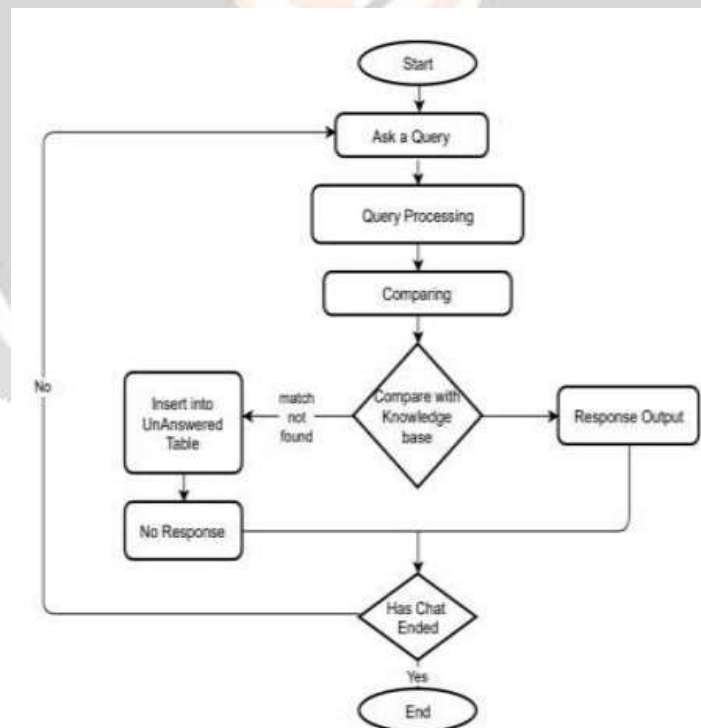 Start
Ask a Query
Query Processing
Comparing
No
Insert into
UnAnswered
Table
match
not
found
Compare with
Knowledge
base
Response Output
No Response
Has Chat
Ended
Yes
End